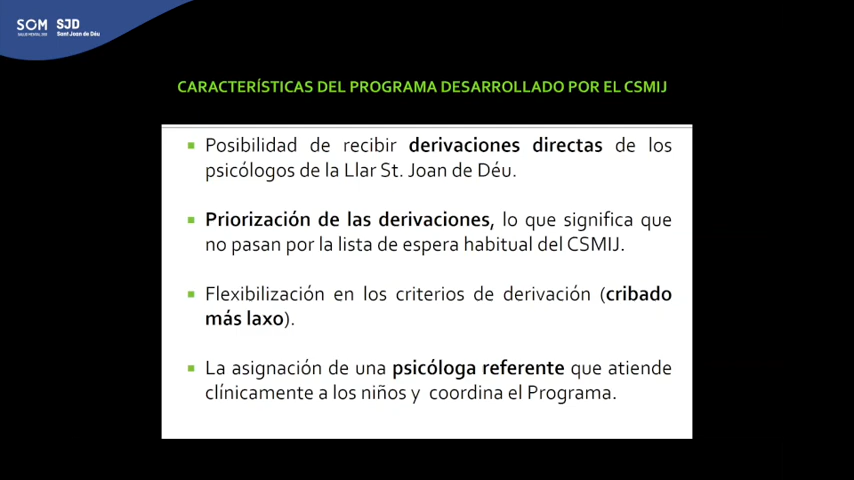 SOM
SALUD MENTAL 360
SJD
Sant Joan de Déu
CARACTERÍSTICAS DEL PROGRAMA DESARROLLADO POR EL CSMIJ
Posibilidad de recibir derivaciones directas de los
psicólogos de la Llar St. Joan de Déu.
Priorización de las derivaciones, lo que significa que
no pasan por la lista de espera habitual del CSMIJ.
Flexibilización en los criterios de derivación (cribado
más laxo).
La asignación de una psicóloga referente que atiende
clínicamente a los niños y coordina el Programa.